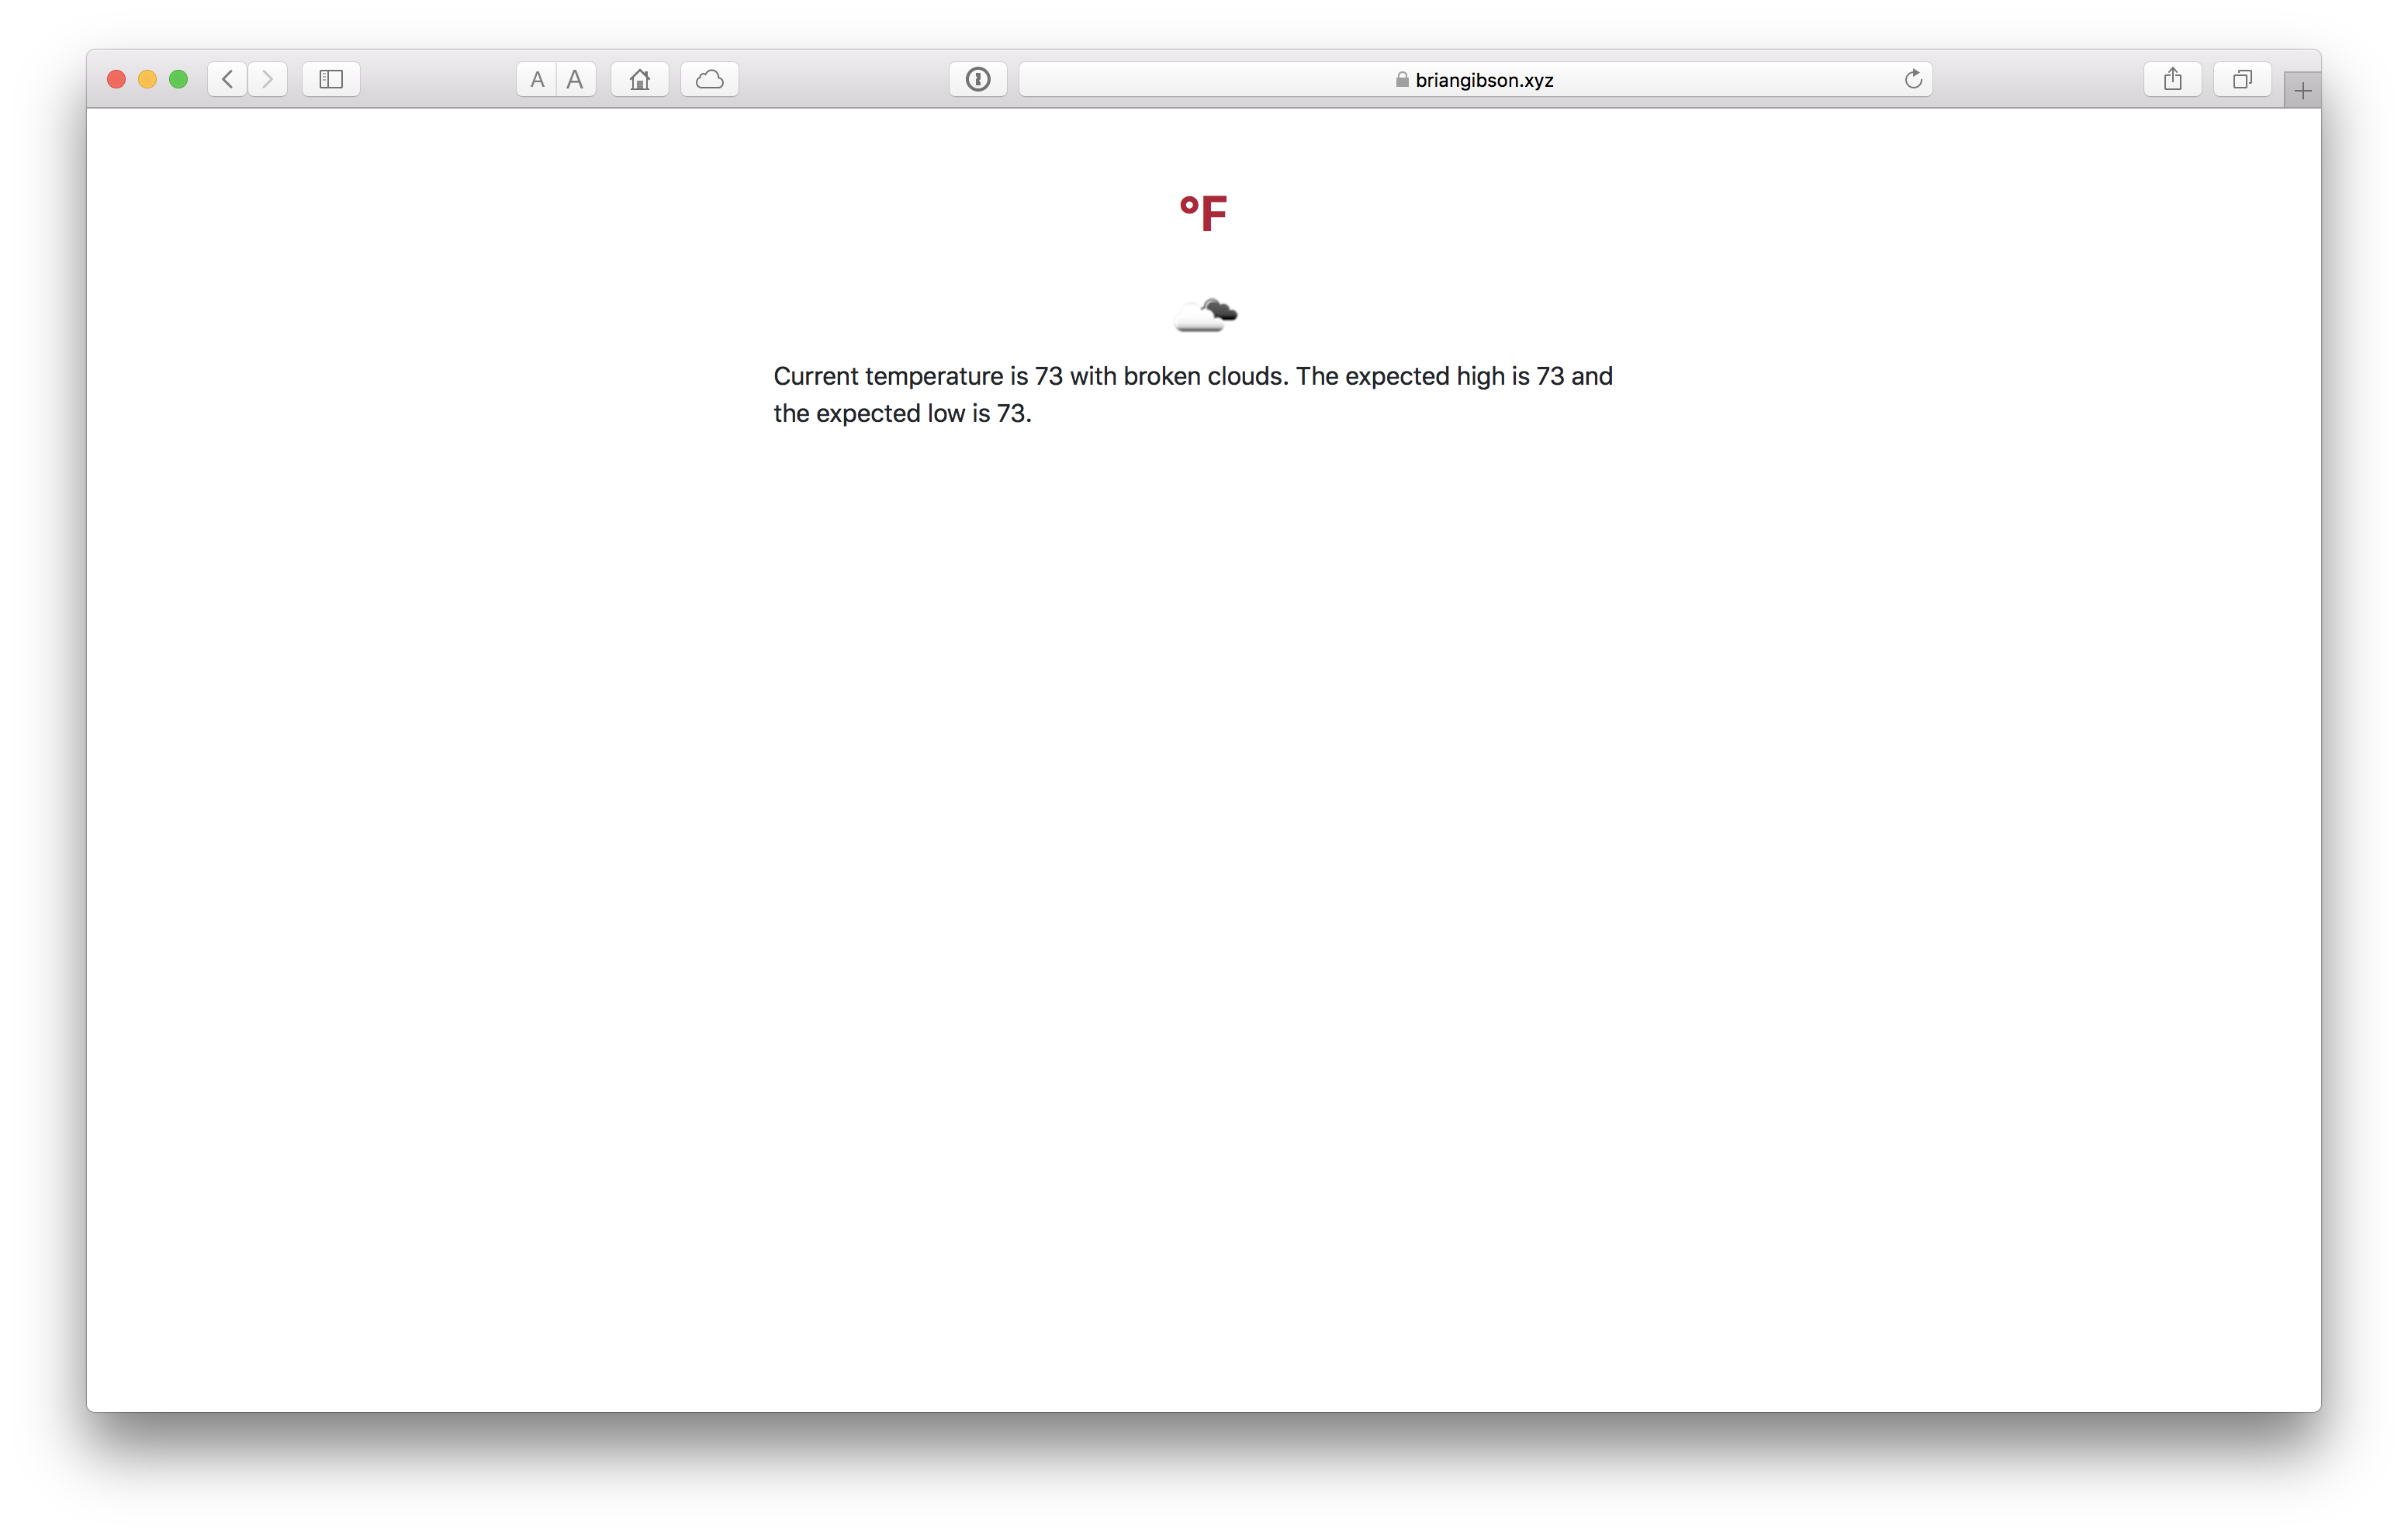 A A briangibson.xyz
°F
Current temperature is 73 with broken clouds. The expected high is 73 and
the expected low is 73.